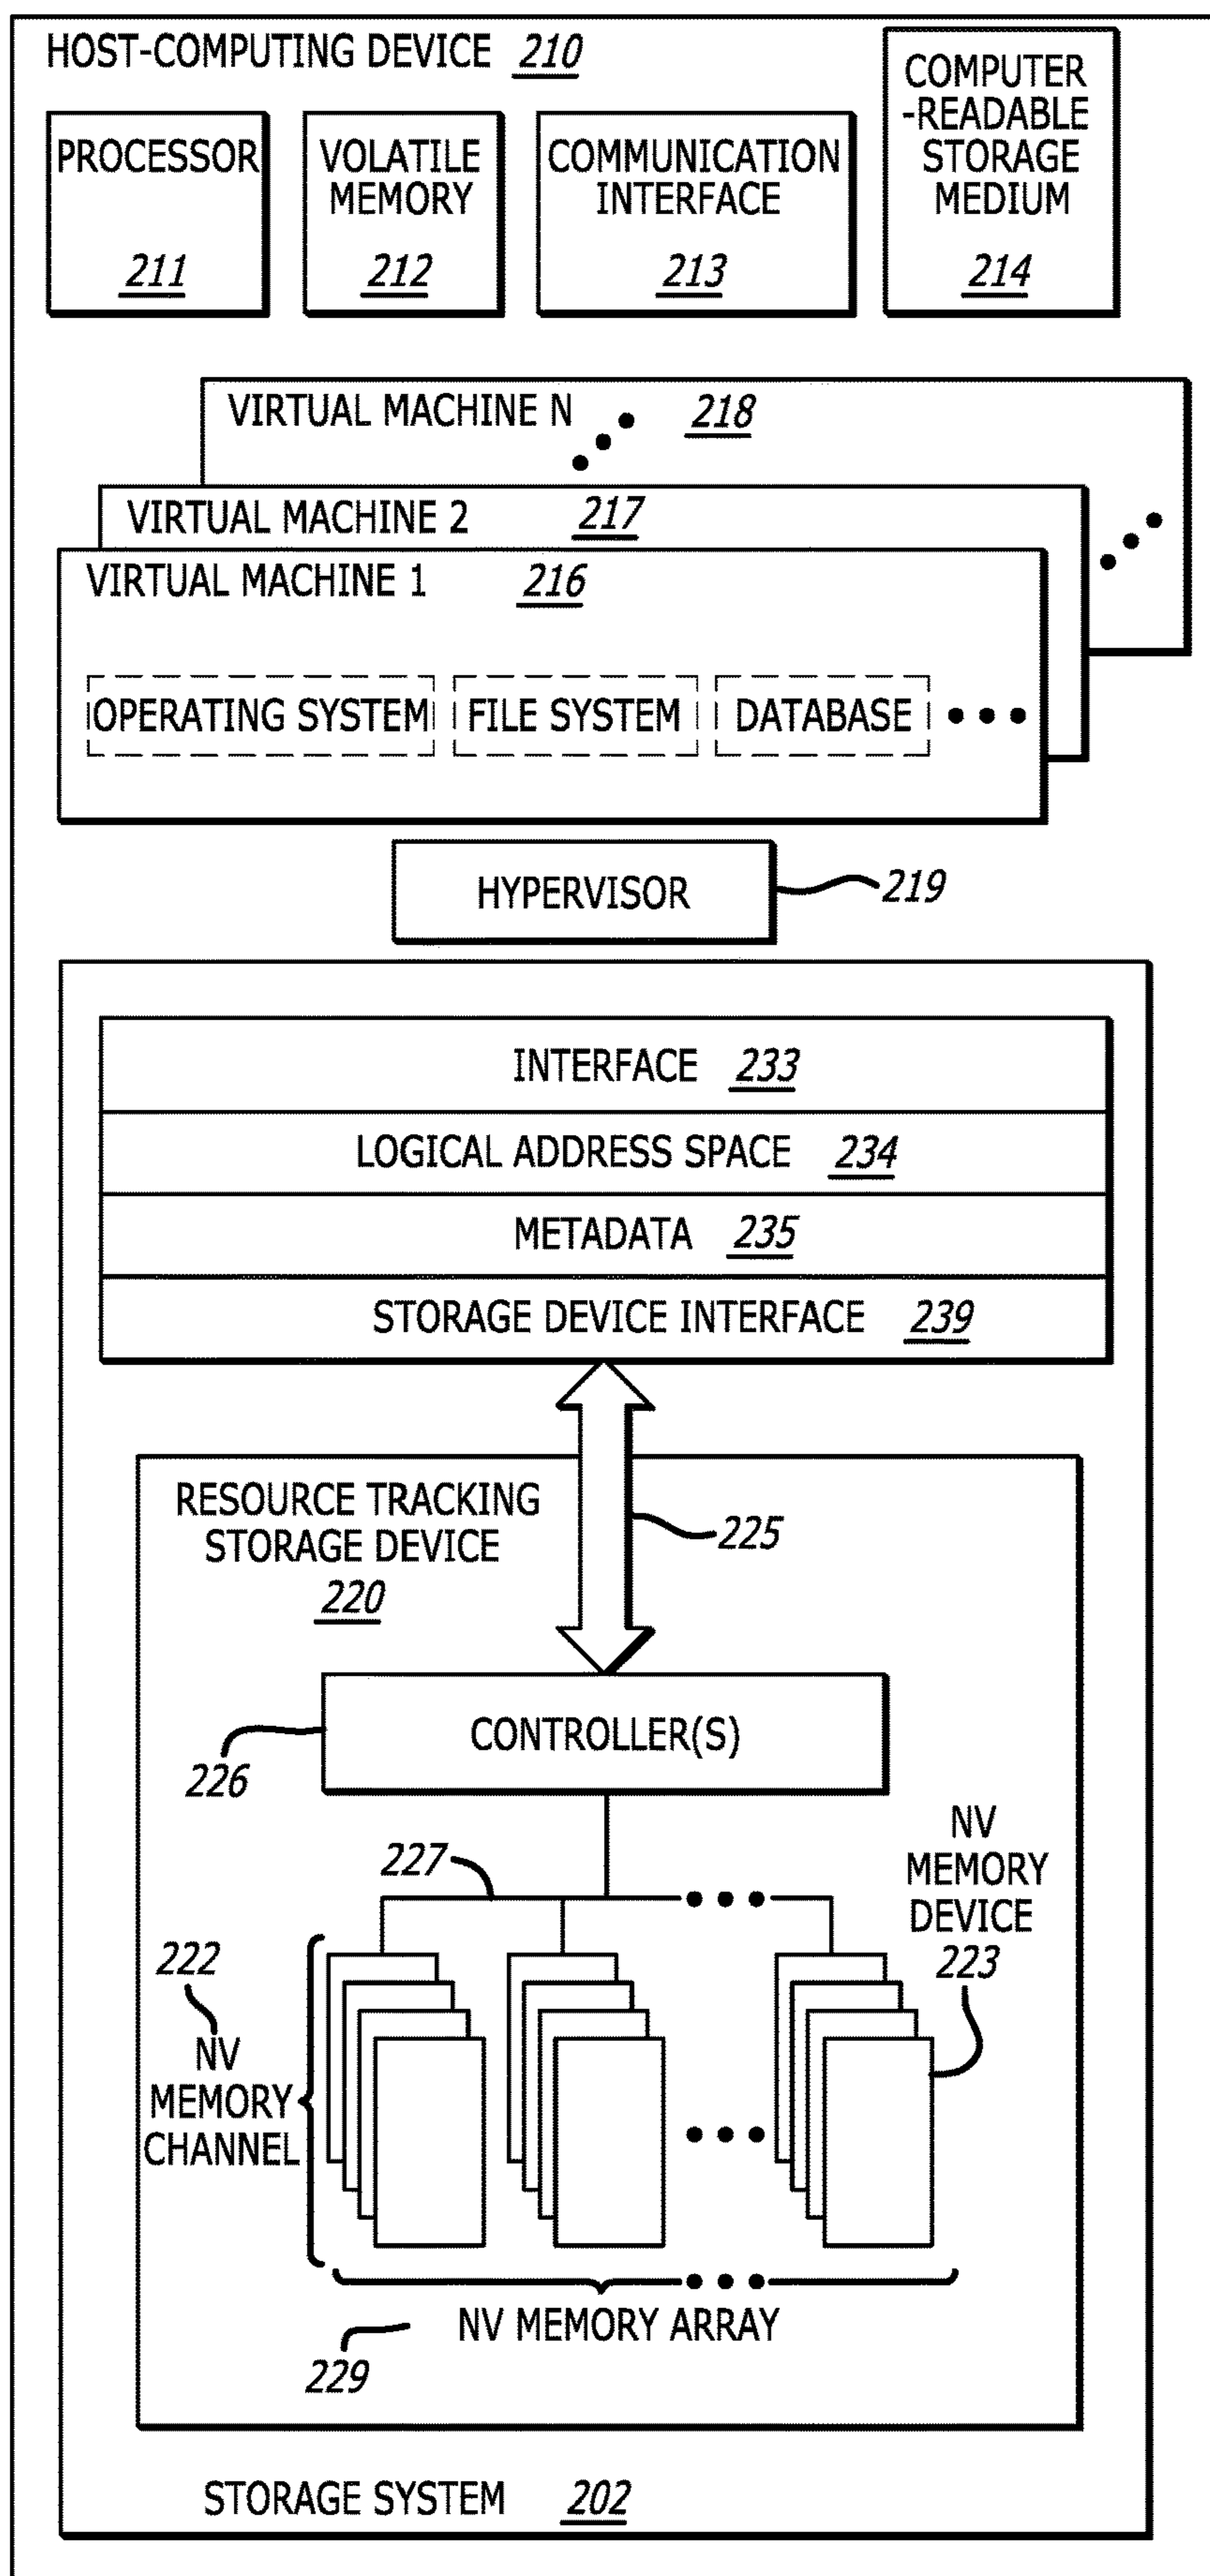 HOST-COMPUTING DEVICE 210
PROCESSOR
211
VOLATILE
MEMORY
212
COMMUNICATION
INTERFACE
213
COMPUTER
-READABLE
STORAGE
MEDIUM
214
VIRTUAL MACHINE N 218
VIRTUAL MACHINE 2 217
VIRTUAL MACHINE 1 216
OPERATING SYSTEM
FILE SYSTEM
DATABASE
HYPERVISOR
219
INTERFACE 233
LOGICAL ADDRESS SPACE 234
METADATA 235
STORAGE DEVICE INTERFACE 239
RESOURCE TRACKING
STORAGE DEVICE
220
225
CONTROLLER(S)
226
227
NV
MEMORY
DEVICE
223
222
NV
MEMORY
CHANNEL
NV MEMORY ARRAY
229
STORAGE SYSTEM 202